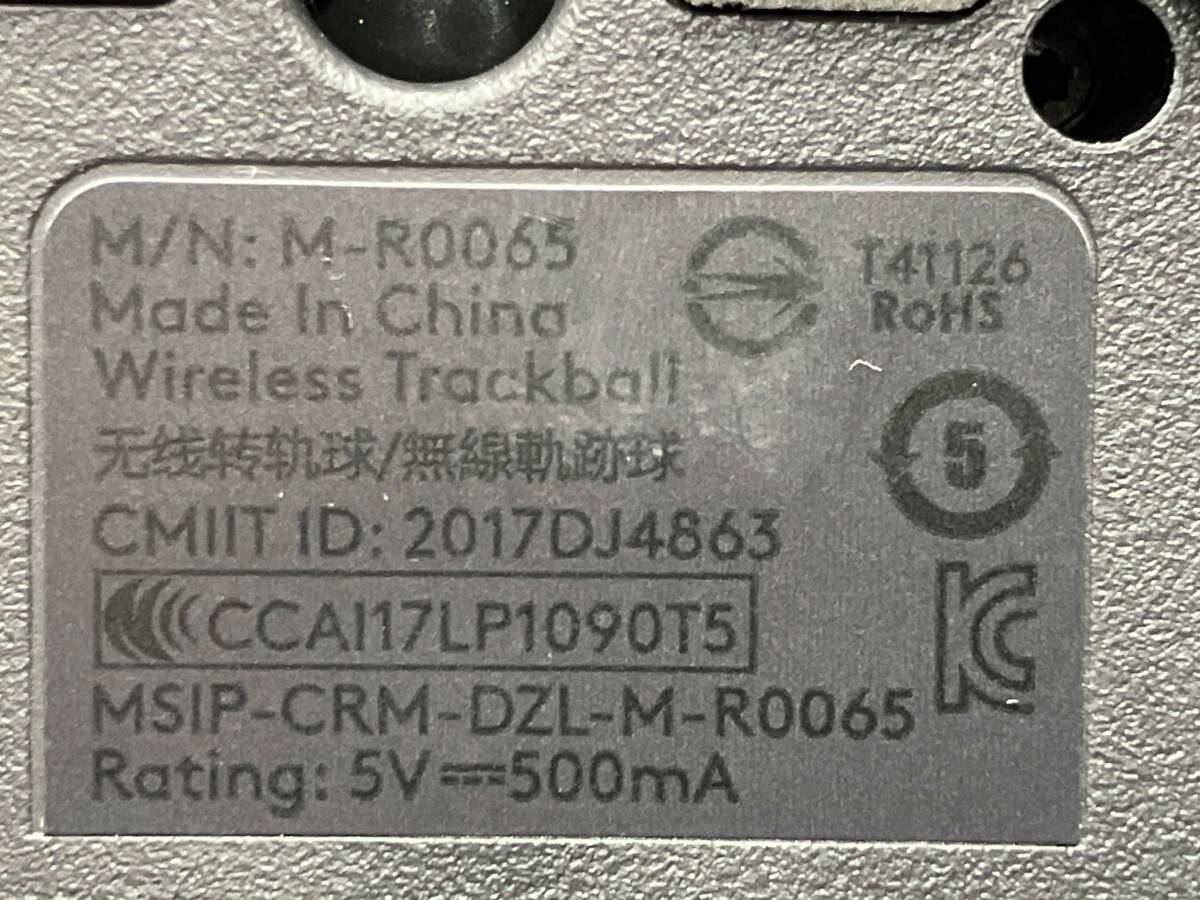 M/N: M-R0065
T41126
RoHS
Made In China
Wireless Trackball
无线转轨球/無線軌跡球
5
CMIIT ID: 2017DJ4863
CCAI17LP1090T5
MSIP-CRM-DZL-M-R0065
Rating: 5V⎓500mA